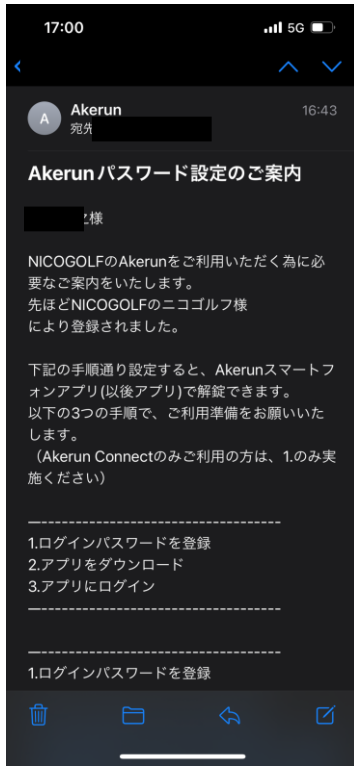 17:00
5G
A
Akerun
16:43
宛先
Akerunパスワード設定のご案内
様
NICOGOLFのAkerunをご利用いただく為に必
要なご案内をいたします。
先ほどNICOGOLFのニコゴルフ様
により登録されました。
下記の手順通り設定すると、Akerunスマートフ
ォンアプリ(以後アプリ)で解錠できます。
以下の3つの手順で、ご利用準備をお願いいた
します。
（Akerun Connectのみご利用の方は、1.のみ実
施ください）
—-----------------------------------
1.ログインパスワードを登録
2.アプリをダウンロード
3.アプリにログイン
—-----------------------------------
—-----------------------------------
1.ログインパスワードを登録